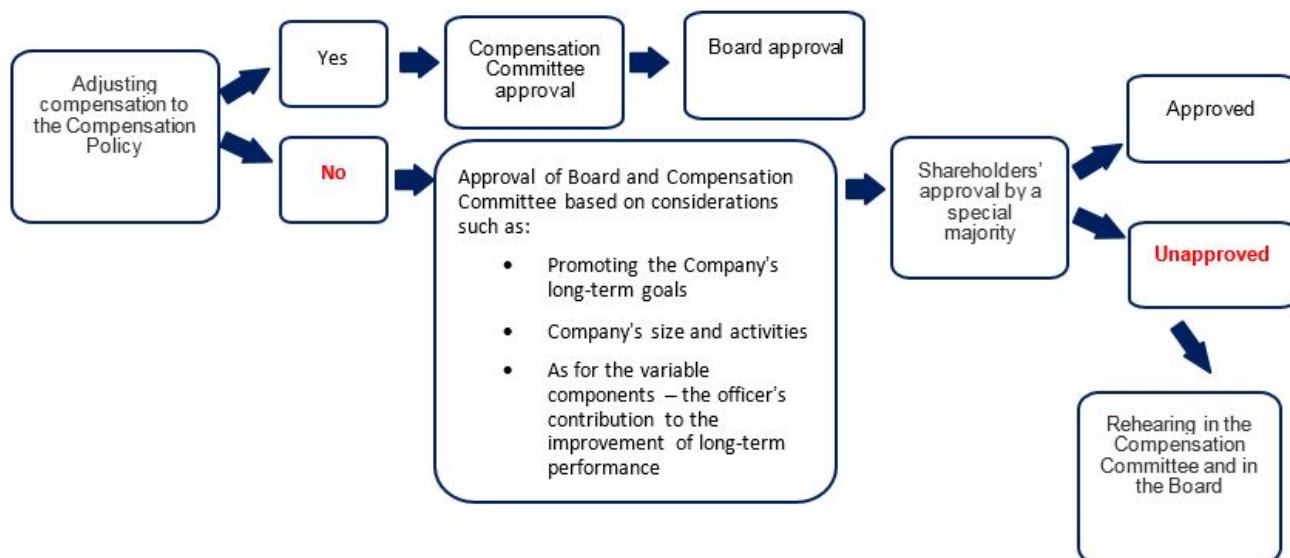 Adjusting
compensation to
the Compensation
Policy
Yes
Compensation
Committee
approval
Board approval
No
Approval of Board and Compensation
Committee based on considerations
such as:
• Promoting the Company's
long-term goals
• Company's size and activities
• As for the variable
components – the officer's
contribution to the
improvement of long-term
performance
Shareholders'
approval by a
special
majority
Approved
Unapproved
Rehearing in the
Compensation
Committee and in
the Board